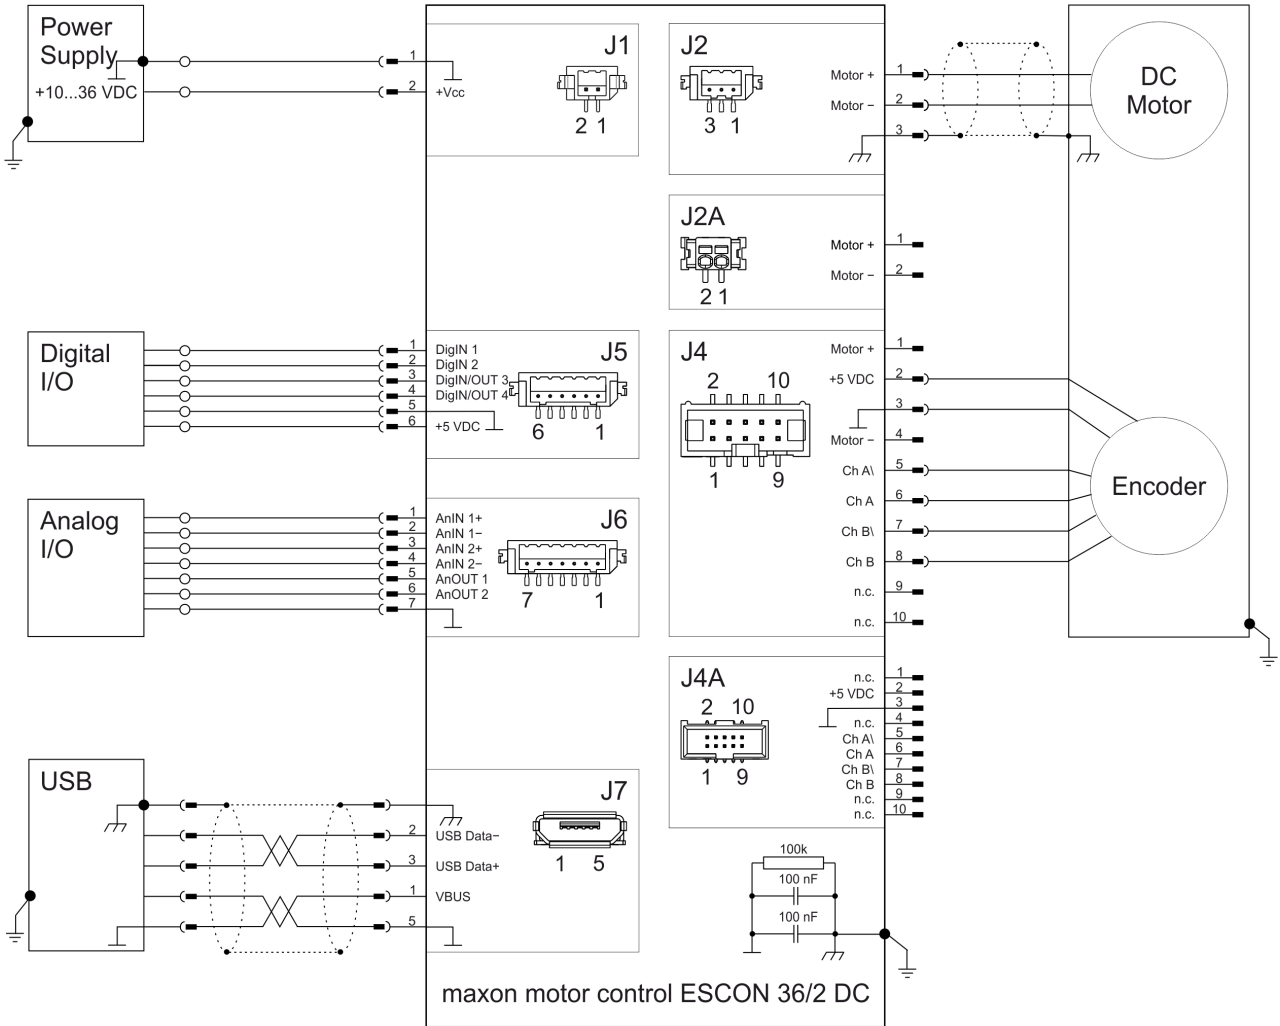 Power
Supply
+10...36 VDC
1
2
+Vcc
J1
2 1
J2
3 1
Motor +
Motor −
1
2
3
DC
Motor
J2A
2 1
Motor +
Motor −
1
2
Digital
I/O
1
2
3
4
5
6
DigIN 1
DigIN 2
DigIN/OUT 3
DigIN/OUT 4
+5 VDC
J5
6 1
J4
2 10
1 9
Motor +
+5 VDC
Motor −
Ch A\
Ch A
Ch B\
Ch B
n.c.
n.c.
1
2
3
4
5
6
7
8
9
10
Encoder
Analog
I/O
1
2
3
4
5
6
7
AnIN 1+
AnIN 1−
AnIN 2+
AnIN 2−
AnOUT 1
AnOUT 2
J6
7 1
J4A
2 10
1 9
n.c.
+5 VDC
n.c.
Ch A\
Ch A
Ch B\
Ch B
n.c.
n.c.
1
2
3
4
5
6
7
8
9
10
USB
2
3
1
5
USB Data−
USB Data+
VBUS
J7
1 5
100k
100 nF
100 nF
maxon motor control ESCON 36/2 DC